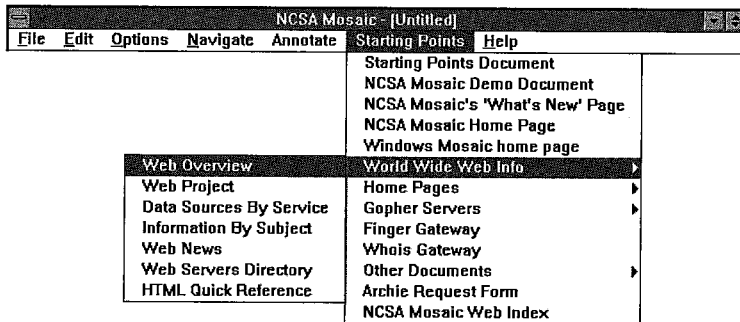 NCSA Mosaic - [Untitled]
File Edit Options Navigate Annotate Starting Points Help
Starting Points Document
NCSA Mosaic Demo Document
NCSA Mosaic's 'What's New' Page
NCSA Mosaic Home Page
Windows Mosaic home page
World Wide Web Info
Home Pages
Gopher Servers
Finger Gateway
Whois Gateway
Other Documents
Archie Request Form
NCSA Mosaic Web Index
Web Overview
Web Project
Data Sources By Service
Information By Subject
Web News
Web Servers Directory
HTML Quick Reference